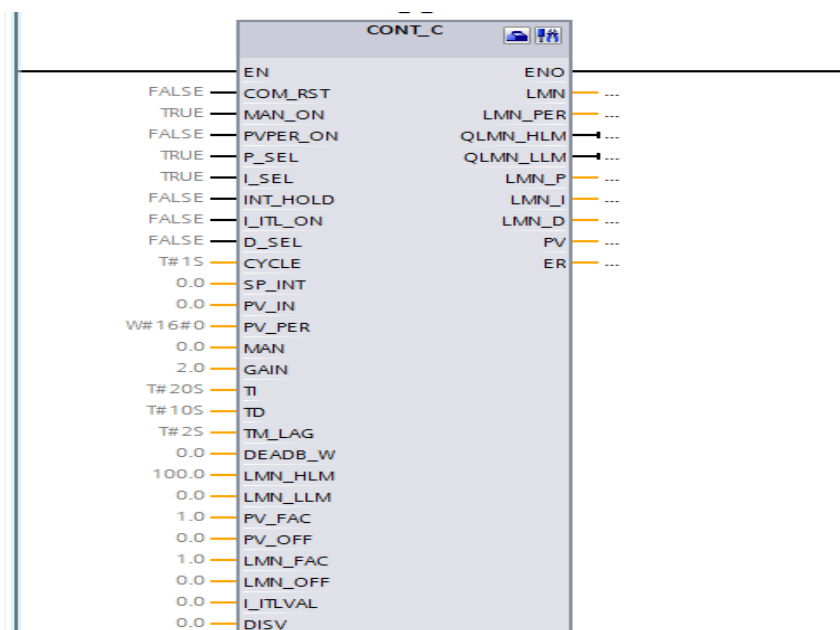 CONT_C
EN ENO
FALSE COM_RST LMN ...
TRUE MAN_ON LMN_PER ...
FALSE PVPER_ON QLMN_HLM ...
TRUE P_SEL QLMN_LLM ...
TRUE I_SEL LMN_P ...
FALSE INT_HOLD LMN_I ...
FALSE I_ITL_ON LMN_D ...
FALSE D_SEL PV ...
T#1S CYCLE ER ...
0.0 SP_INT
0.0 PV_IN
W#16#0 PV_PER
0.0 MAN
2.0 GAIN
T#20S TI
T#10S TD
T#2S TM_LAG
0.0 DEADB_W
100.0 LMN_HLM
0.0 LMN_LLM
1.0 PV_FAC
0.0 PV_OFF
1.0 LMN_FAC
0.0 LMN_OFF
0.0 I_ITLVAL
0.0 DISV